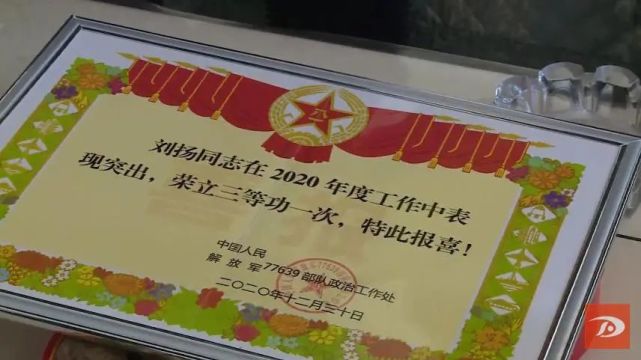 刘扬同志在2020年度工作中表
现突出，荣立三等功一次，特此报喜！
中国人民
解放军77639部队政治工作处
二〇二〇年十二月三十日